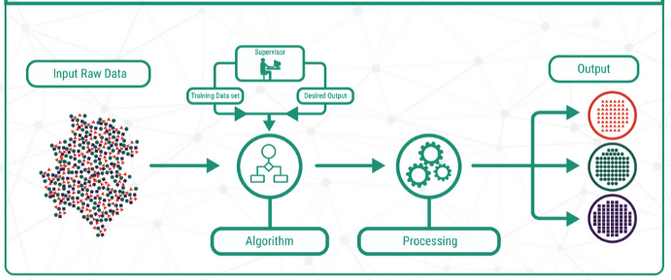 Supervisor
Input Raw Data
Output
Training Data set
Desired Output
Algorithm
Processing